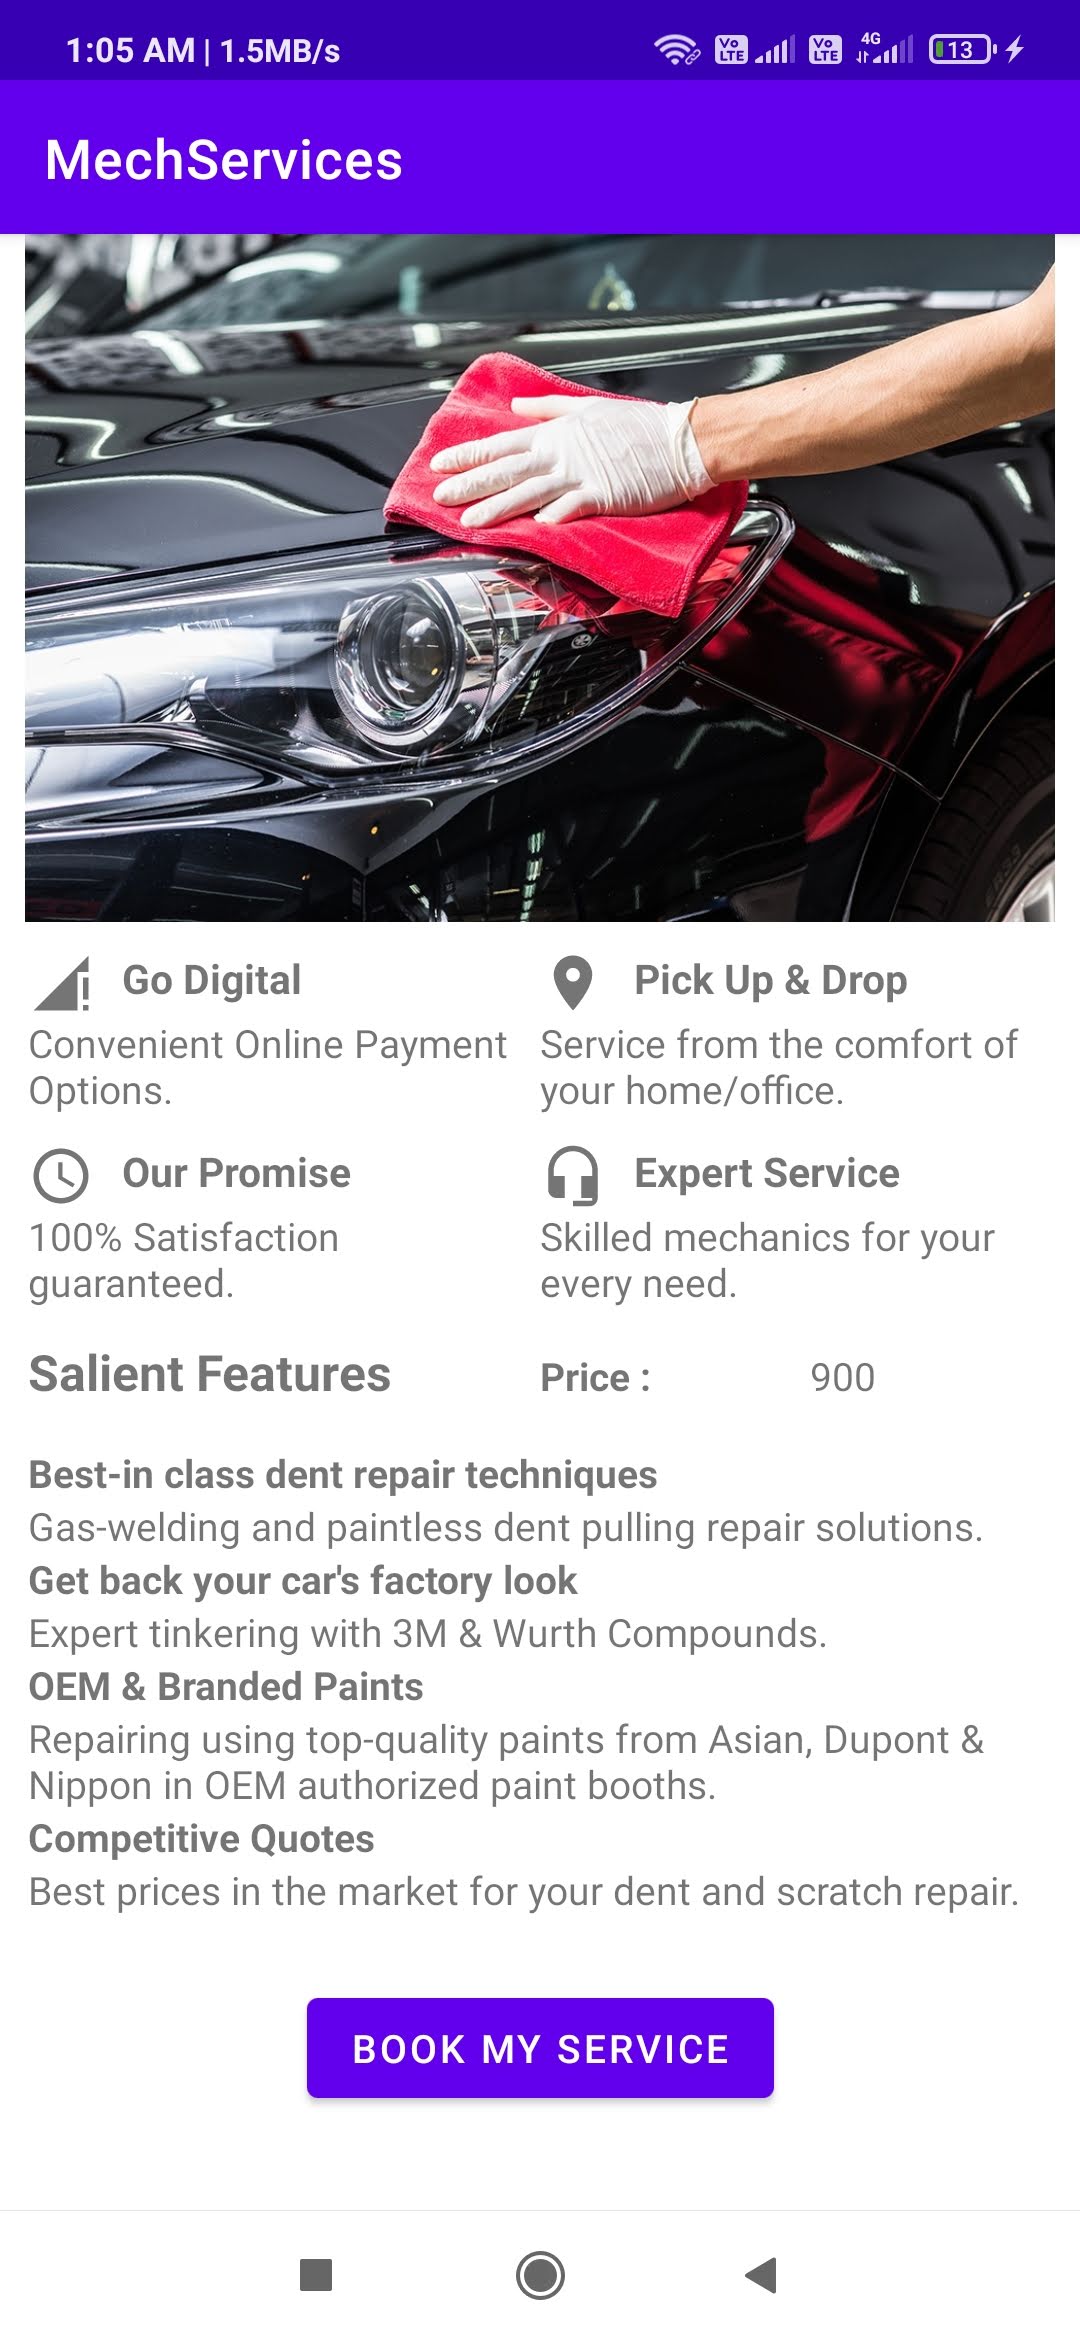 1:05 AM | 1.5MB/s
Vo LTE Vo LTE 4G 13
MechServices
Go Digital
Convenient Online Payment
Options.
Pick Up & Drop
Service from the comfort of
your home/office.
Our Promise
100% Satisfaction
guaranteed.
Expert Service
Skilled mechanics for your
every need.
Salient Features
Price : 900
Best-in class dent repair techniques
Gas-welding and paintless dent pulling repair solutions.
Get back your car's factory look
Expert tinkering with 3M & Wurth Compounds.
OEM & Branded Paints
Repairing using top-quality paints from Asian, Dupont &
Nippon in OEM authorized paint booths.
Competitive Quotes
Best prices in the market for your dent and scratch repair.
BOOK MY SERVICE